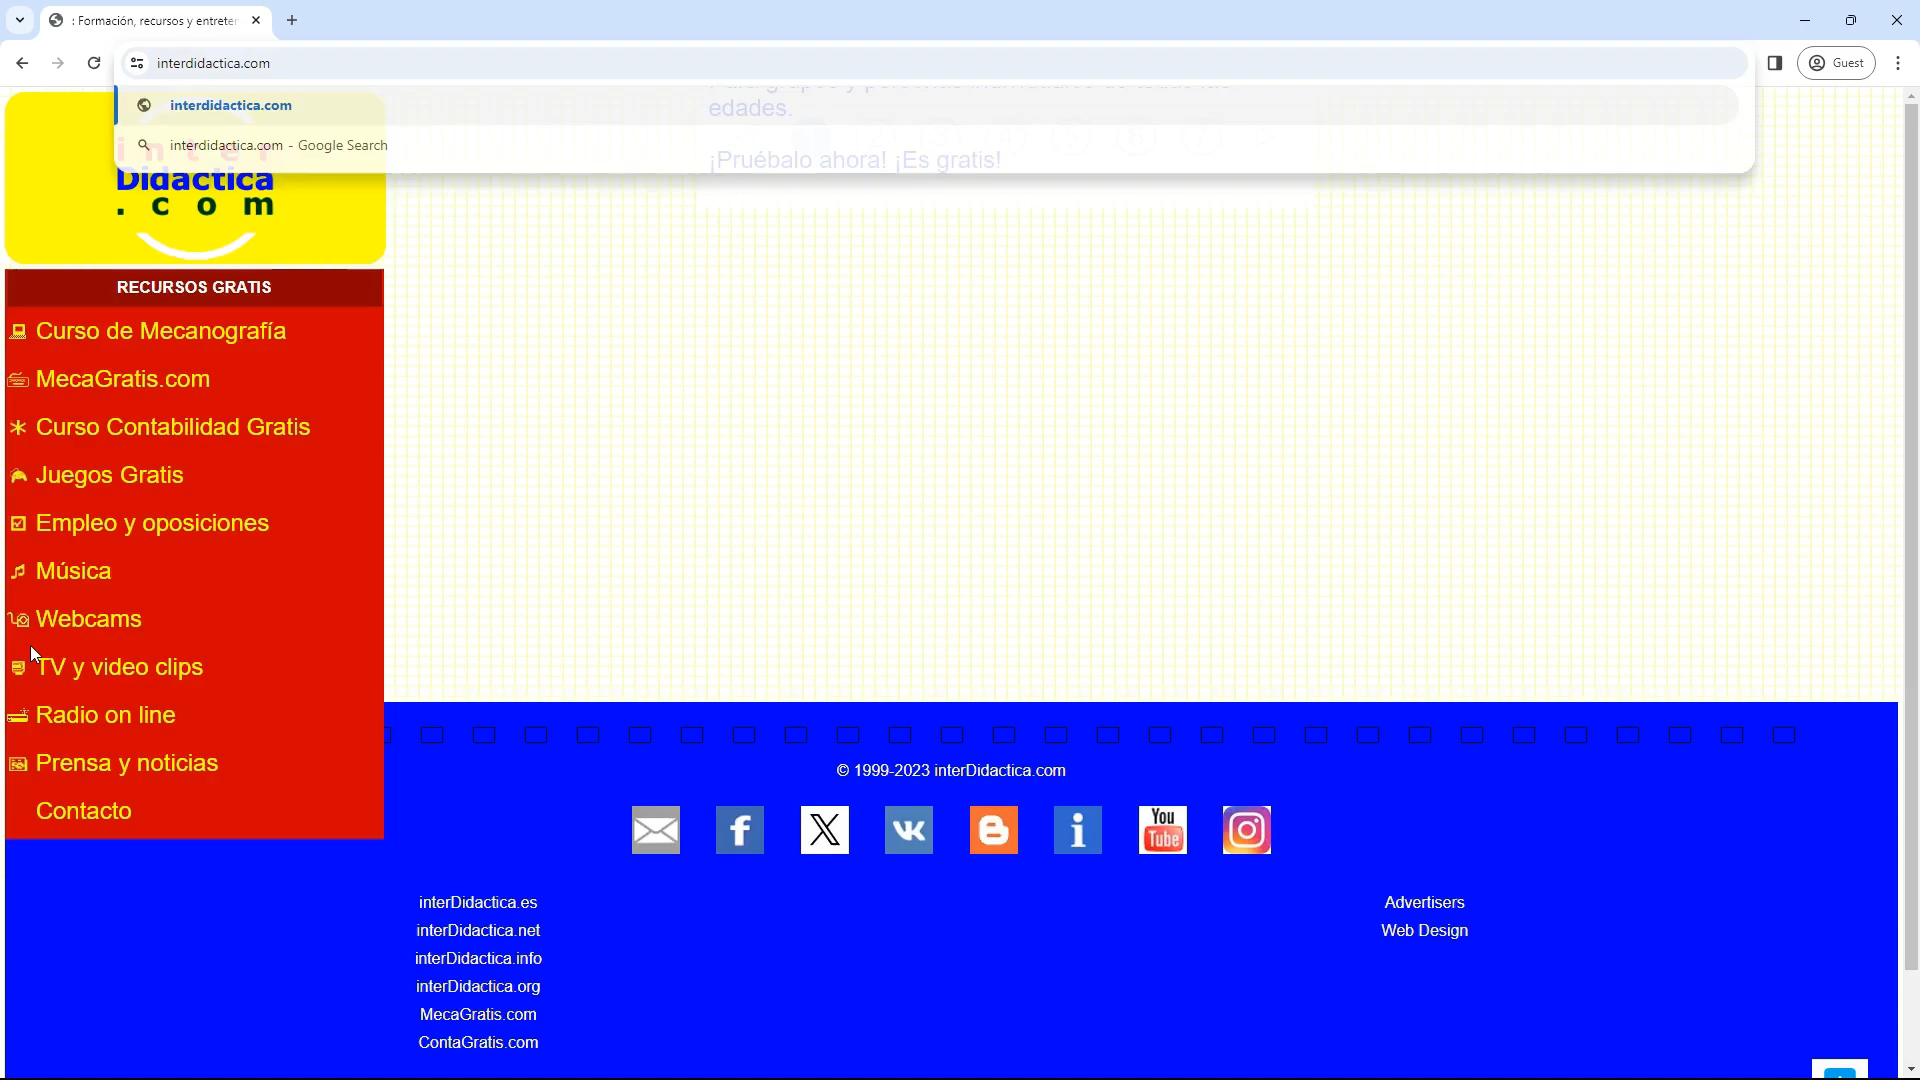 : Formación, recursos y entreter
interdidactica.com
Guest
interdidactica.com
interdidactica.com - Google Search
edades.
¡Pruébalo ahora! ¡Es gratis!
inter
Didactica
.com
RECURSOS GRATIS
Curso de Mecanografía
MecaGratis.com
Curso Contabilidad Gratis
Juegos Gratis
Empleo y oposiciones
Música
Webcams
TV y video clips
Radio on line
Prensa y noticias
Contacto
© 1999-2023 interDidactica.com
You
Tube
interDidactica.es
Advertisers
interDidactica.net
Web Design
interDidactica.info
interDidactica.org
MecaGratis.com
ContaGratis.com